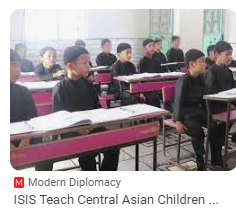 M Modern Diplomacy
ISIS Teach Central Asian Children ...